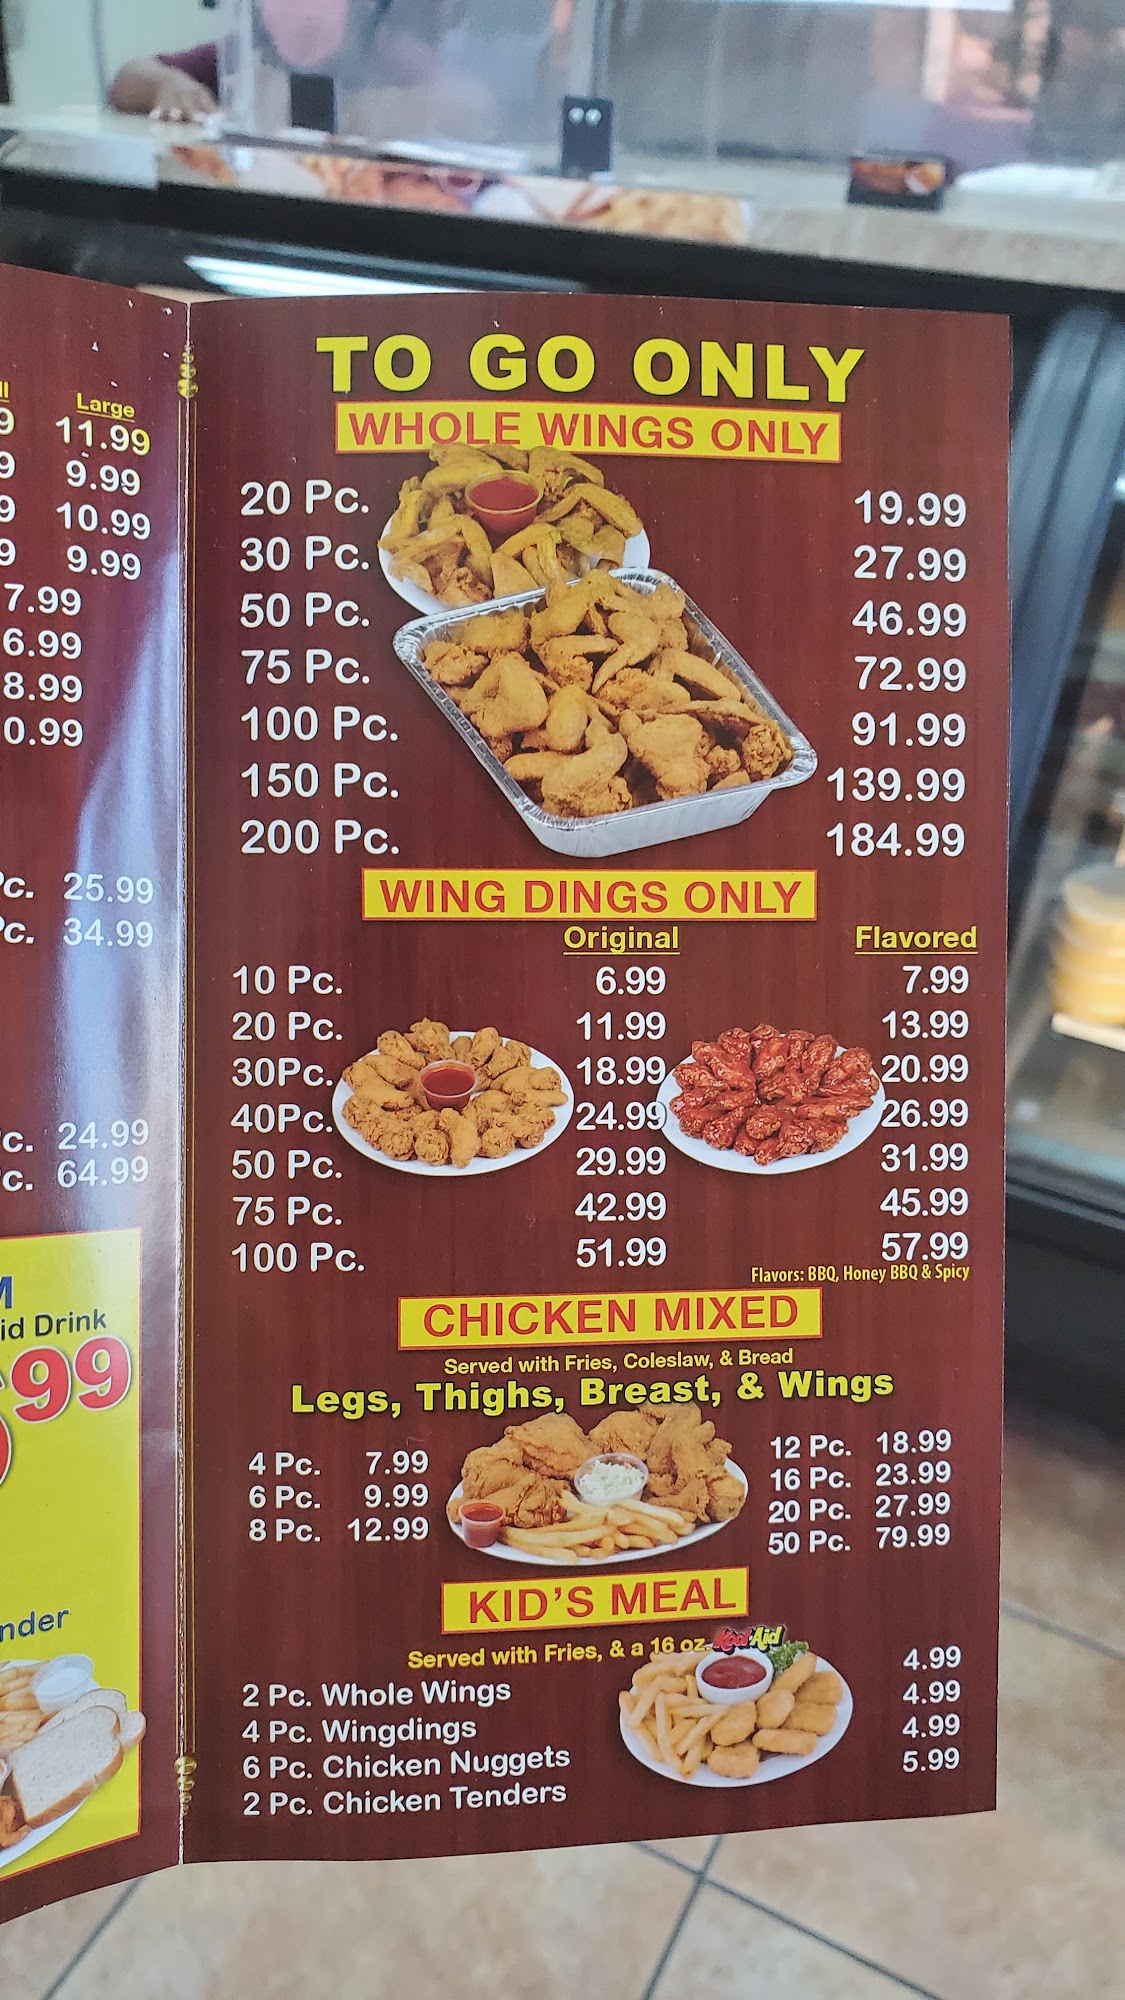 Large
11.99
9.99
10.99
9.99
7.99
6.99
8.99
0.99
25.99
34.99
24.99
64.99
id Drink
99
nder
TO GO ONLY
WHOLE WINGS ONLY
20 Pc. 19.99
30 Pc. 27.99
50 Pc. 46.99
75 Pc. 72.99
100 Pc. 91.99
150 Pc. 139.99
200 Pc. 184.99
WING DINGS ONLY
Original Flavored
10 Pc. 6.99 7.99
20 Pc. 11.99 13.99
30Pc. 18.99 20.99
40Pc. 24.99 26.99
50 Pc. 29.99 31.99
75 Pc. 42.99 45.99
100 Pc. 51.99 57.99
Flavors: BBQ, Honey BBQ & Spicy
CHICKEN MIXED
Served with Fries, Coleslaw, & Bread
Legs, Thighs, Breast, & Wings
4 Pc. 7.99 12 Pc. 18.99
6 Pc. 9.99 16 Pc. 23.99
8 Pc. 12.99 20 Pc. 27.99
50 Pc. 79.99
KID'S MEAL
Served with Fries, & a 16 oz. Kool-Aid
2 Pc. Whole Wings 4.99
4 Pc. Wingdings 4.99
6 Pc. Chicken Nuggets 4.99
2 Pc. Chicken Tenders 5.99